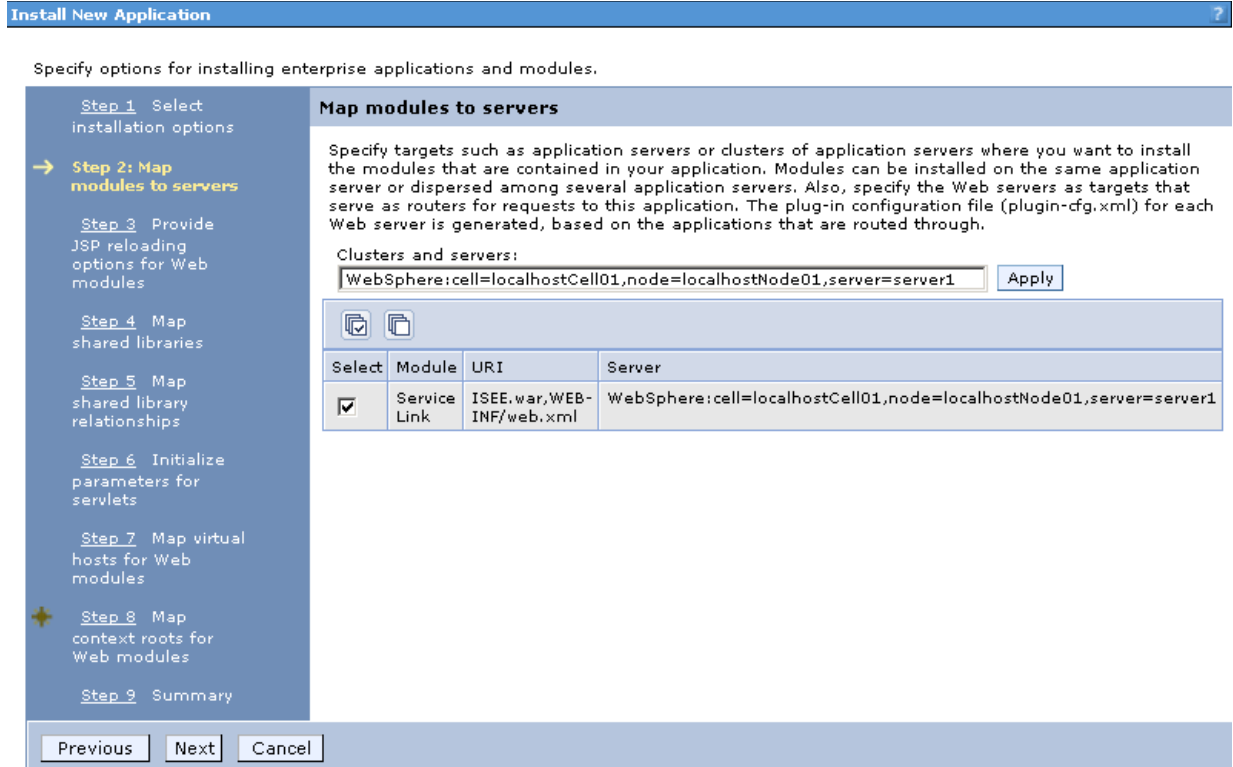 Install New Application
?
Specify options for installing enterprise applications and modules.
Step 1 Select
installation options
Step 2: Map
modules to servers
Step 3 Provide
JSP reloading
options for Web
modules
Step 4 Map
shared libraries
Step 5 Map
shared library
relationships
Step 6 Initialize
parameters for
servlets
Step 7 Map virtual
hosts for Web
modules
Step 8 Map
context roots for
Web modules
Step 9 Summary
Map modules to servers
Specify targets such as application servers or clusters of application servers where you want to install
the modules that are contained in your application. Modules can be installed on the same application
server or dispersed among several application servers. Also, specify the Web servers as targets that
serve as routers for requests to this application. The plug-in configuration file (plugin-cfg.xml) for each
Web server is generated, based on the applications that are routed through.
Clusters and servers:
WebSphere:cell=localhostCell01,node=localhostNode01,server=server1 Apply
Select Module URI Server
Service ISEE.war,WEB- WebSphere:cell=localhostCell01,node=localhostNode01,server=server1
Link INF/web.xml
Previous Next Cancel